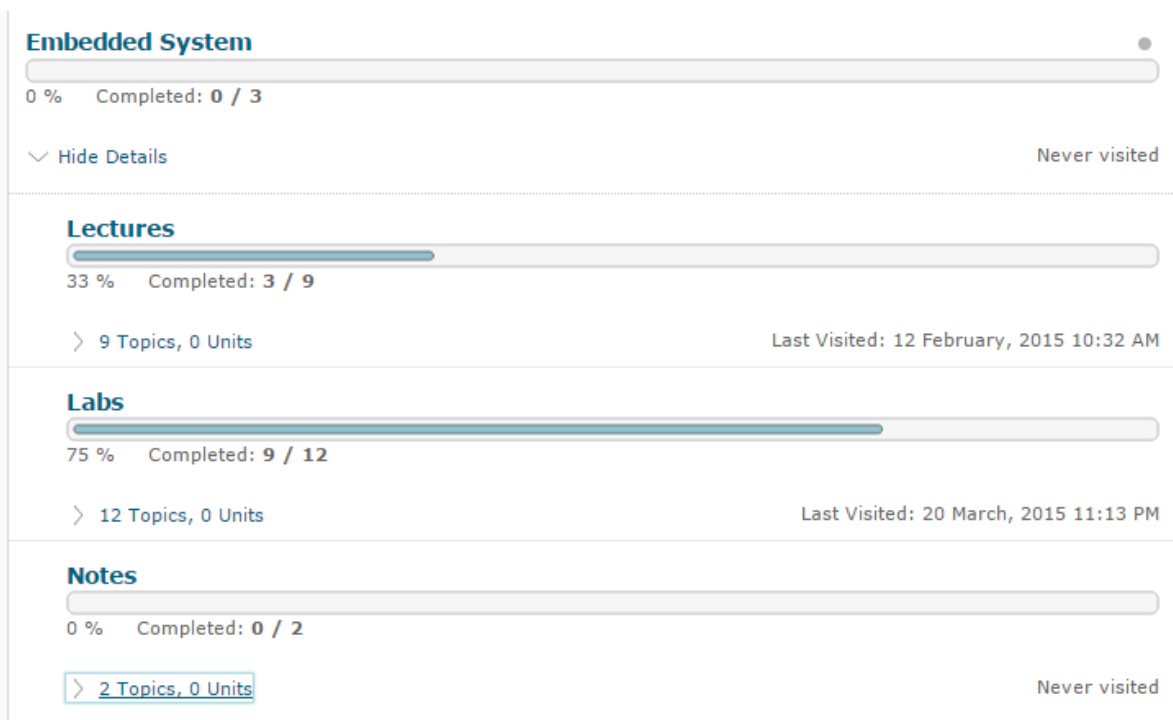 Embedded System
0 % Completed: 0 / 3
Hide Details Never visited
Lectures
33 % Completed: 3 / 9
9 Topics, 0 Units Last Visited: 12 February, 2015 10:32 AM
Labs
75 % Completed: 9 / 12
12 Topics, 0 Units Last Visited: 20 March, 2015 11:13 PM
Notes
0 % Completed: 0 / 2
2 Topics, 0 Units Never visited